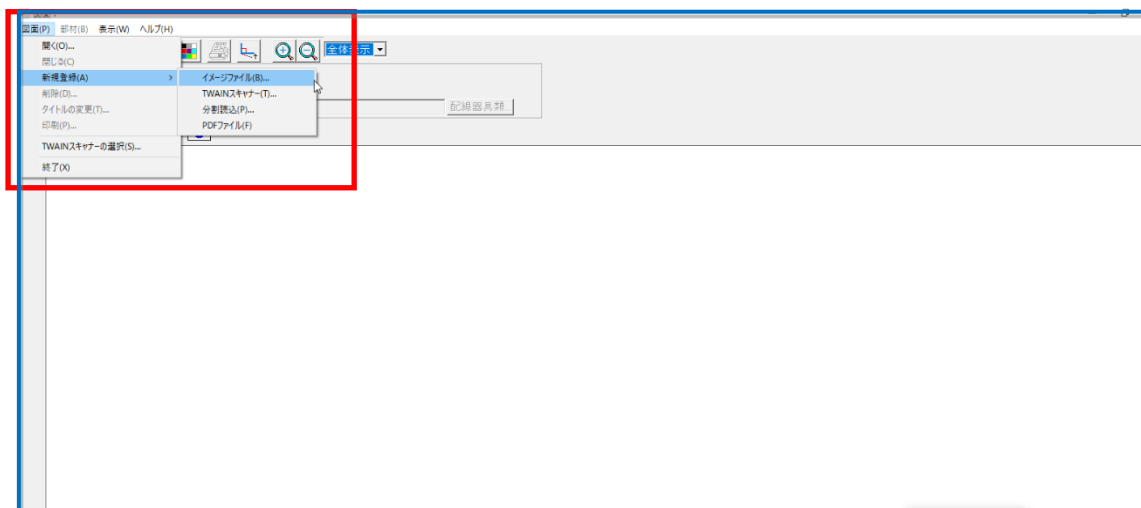 図面(P) 部材(B) 表示(W) ヘルプ(H)
開く(O)...
閉じる(C)
新規登録(A)
削除(D)...
タイトルの変更(T)...
印刷(P)...
TWAINスキャナーの選択(S)...
終了(X)
イメージファイル(B)...
TWAINスキャナー(T)...
分割読込(P)...
PDFファイル(F)
全体表示
配線器具類...